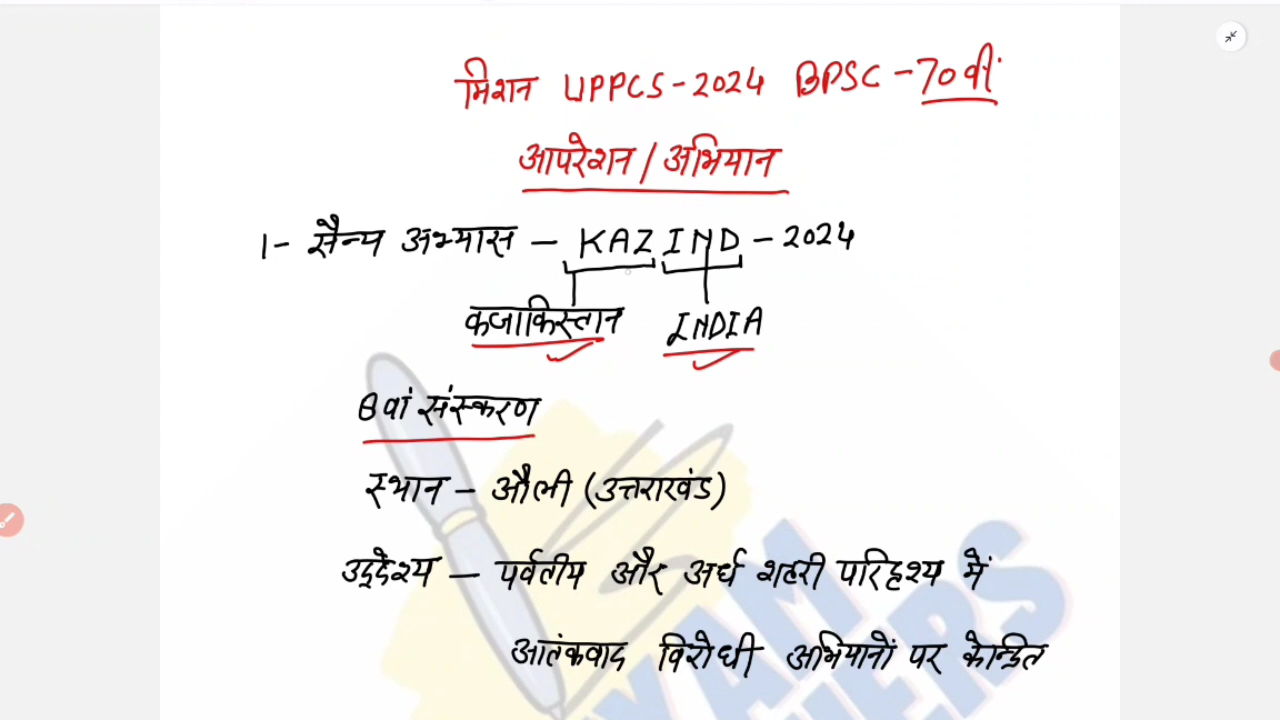 मिशन UPPCS-2024 BPSC-70वीं
आपरेशन/अभियान
1- सैन्य अभ्यास - KAZIND-2024
कजाकिस्तान INDIA
8वां संस्करण
स्थान - औली (उत्तराखंड)
उद्देश्य - पर्वतीय और अर्ध शहरी परिदृश्य में
आतंकवाद विरोधी अभियानों पर केन्द्रित